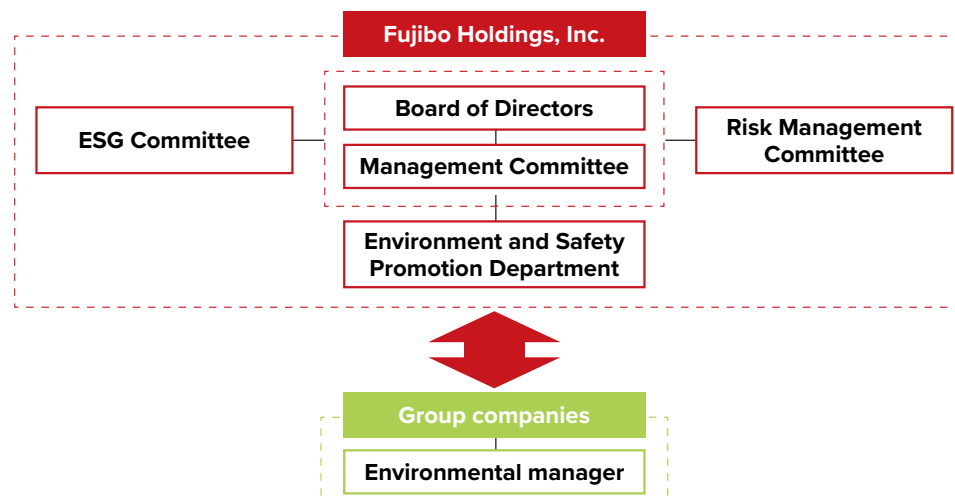 Fujibo Holdings, Inc.
Board of Directors
ESG Committee
Management Committee
Risk Management
Committee
Environment and Safety
Promotion Department
Group companies
Environmental manager